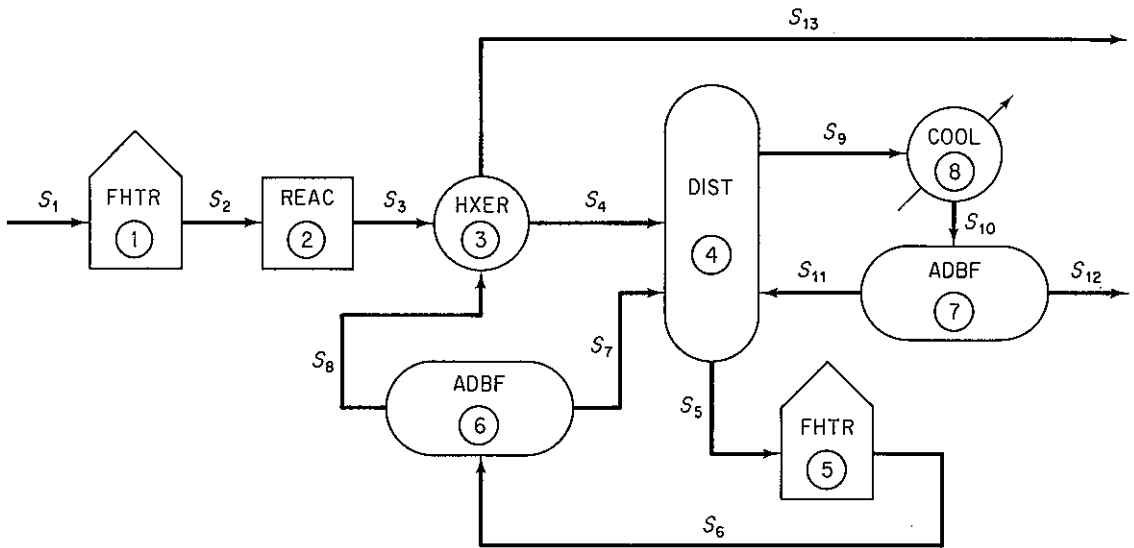 S13
S9
COOL
8
DIST
S1
FHTR
1
S2
REAC
2
S3
HXER
3
S4
4
S10
S11
ADBF
7
S12
S8
ADBF
6
S7
S5
FHTR
5
S6